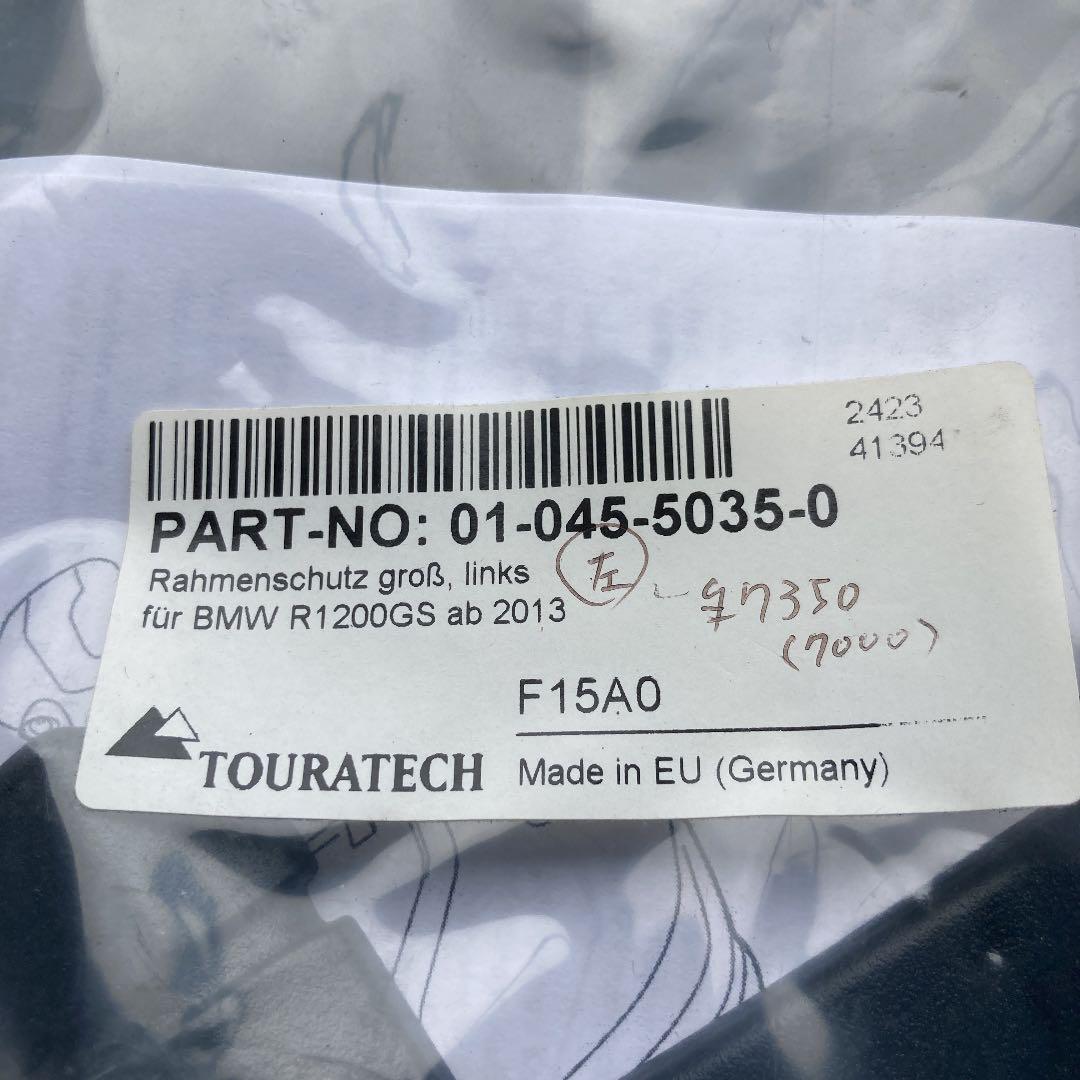 2423
41394
PART-NO: 01-045-5035-0
Rahmenschutz groß, links
左
für BMW R1200GS ab 2013
¥7350
(7000)
F15A0
TOURATECH
Made in EU (Germany)